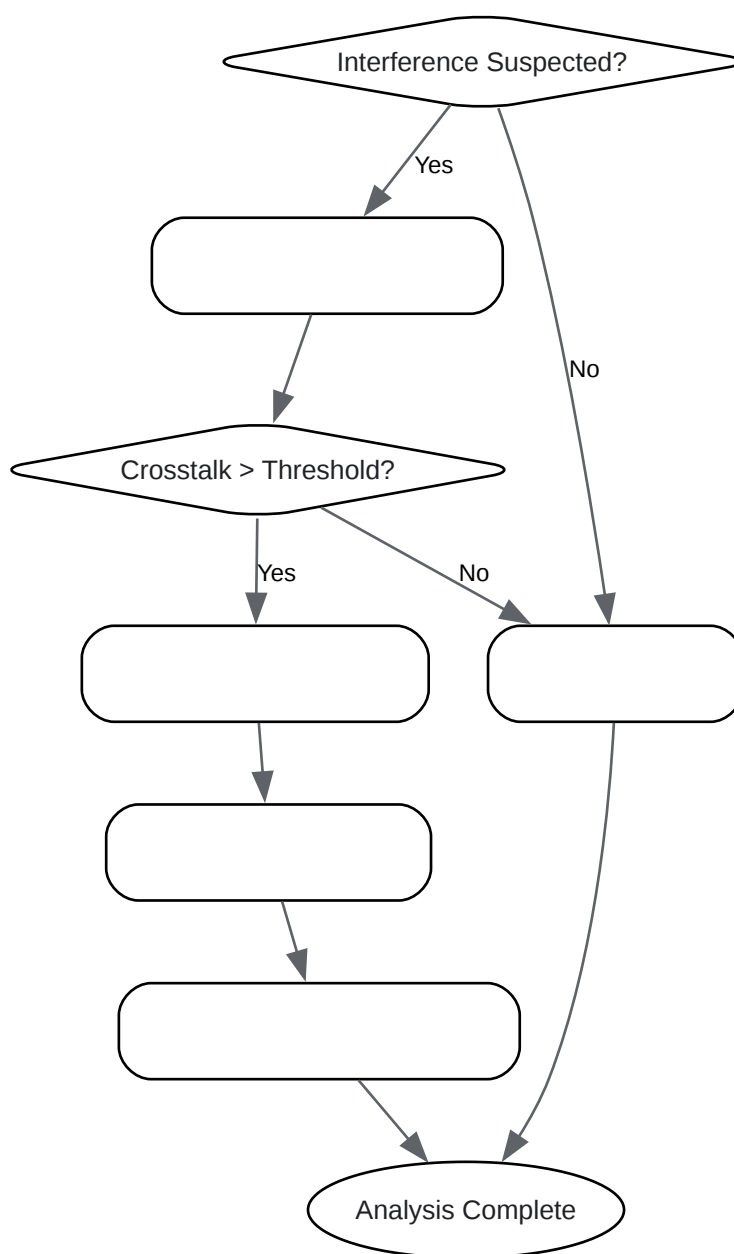 Interference Suspected?
Yes
No
Crosstalk > Threshold?
Yes
No
Analysis Complete